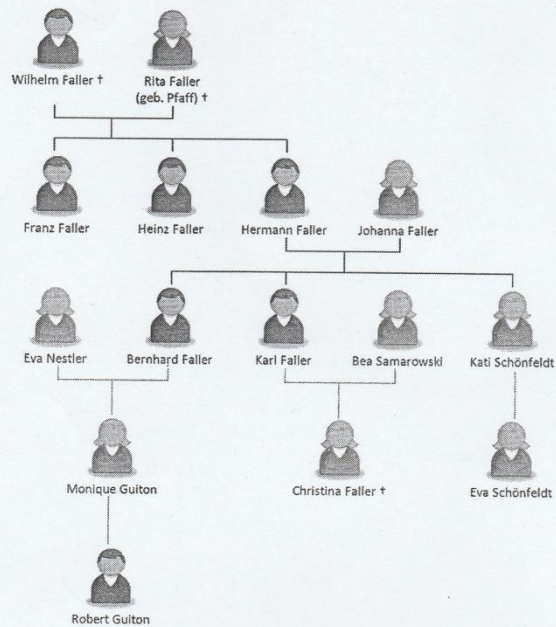 Wilhelm Faller †
Rita Faller
(geb. Pfaff) †
Franz Faller
Heinz Faller
Hermann Faller
Johanna Faller
Eva Nestler
Bernhard Faller
Karl Faller
Bea Samarowski
Kati Schönfeldt
Monique Guiton
Christina Faller †
Eva Schönfeldt
Robert Guiton